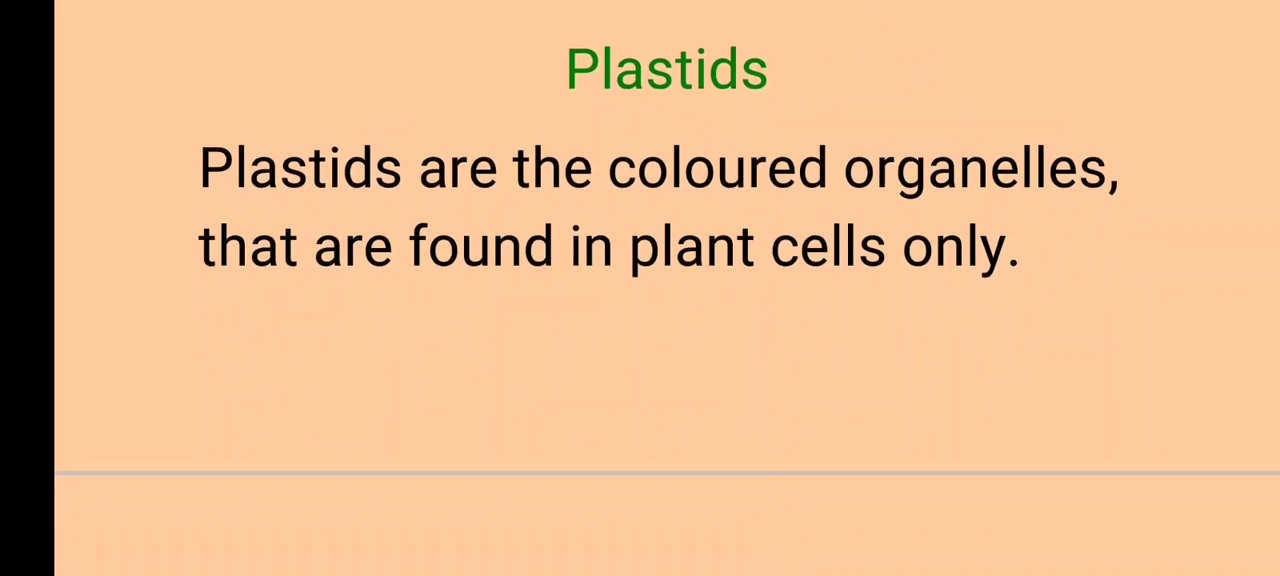 Plastids
Plastids are the coloured organelles,
that are found in plant cells only.